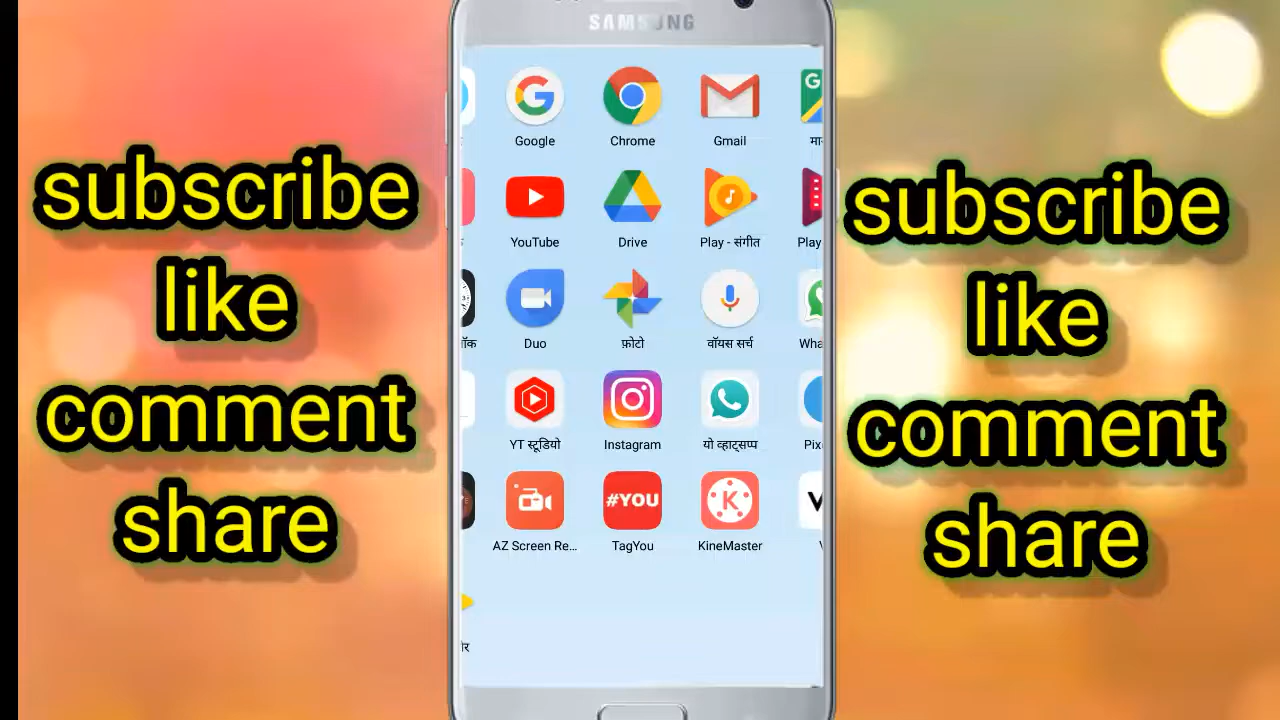 SAMSUNG
subscribe
like
comment
share
Google
Chrome
Gmail
YouTube
Drive
Play - संगीत
Play
Duo
फ़ोटो
वॉयस सर्च
YT स्टूडियो
Instagram
यो व्हाट्सप्प
#YOU
AZ Screen Re...
TagYou
KineMaster
subscribe
like
comment
share